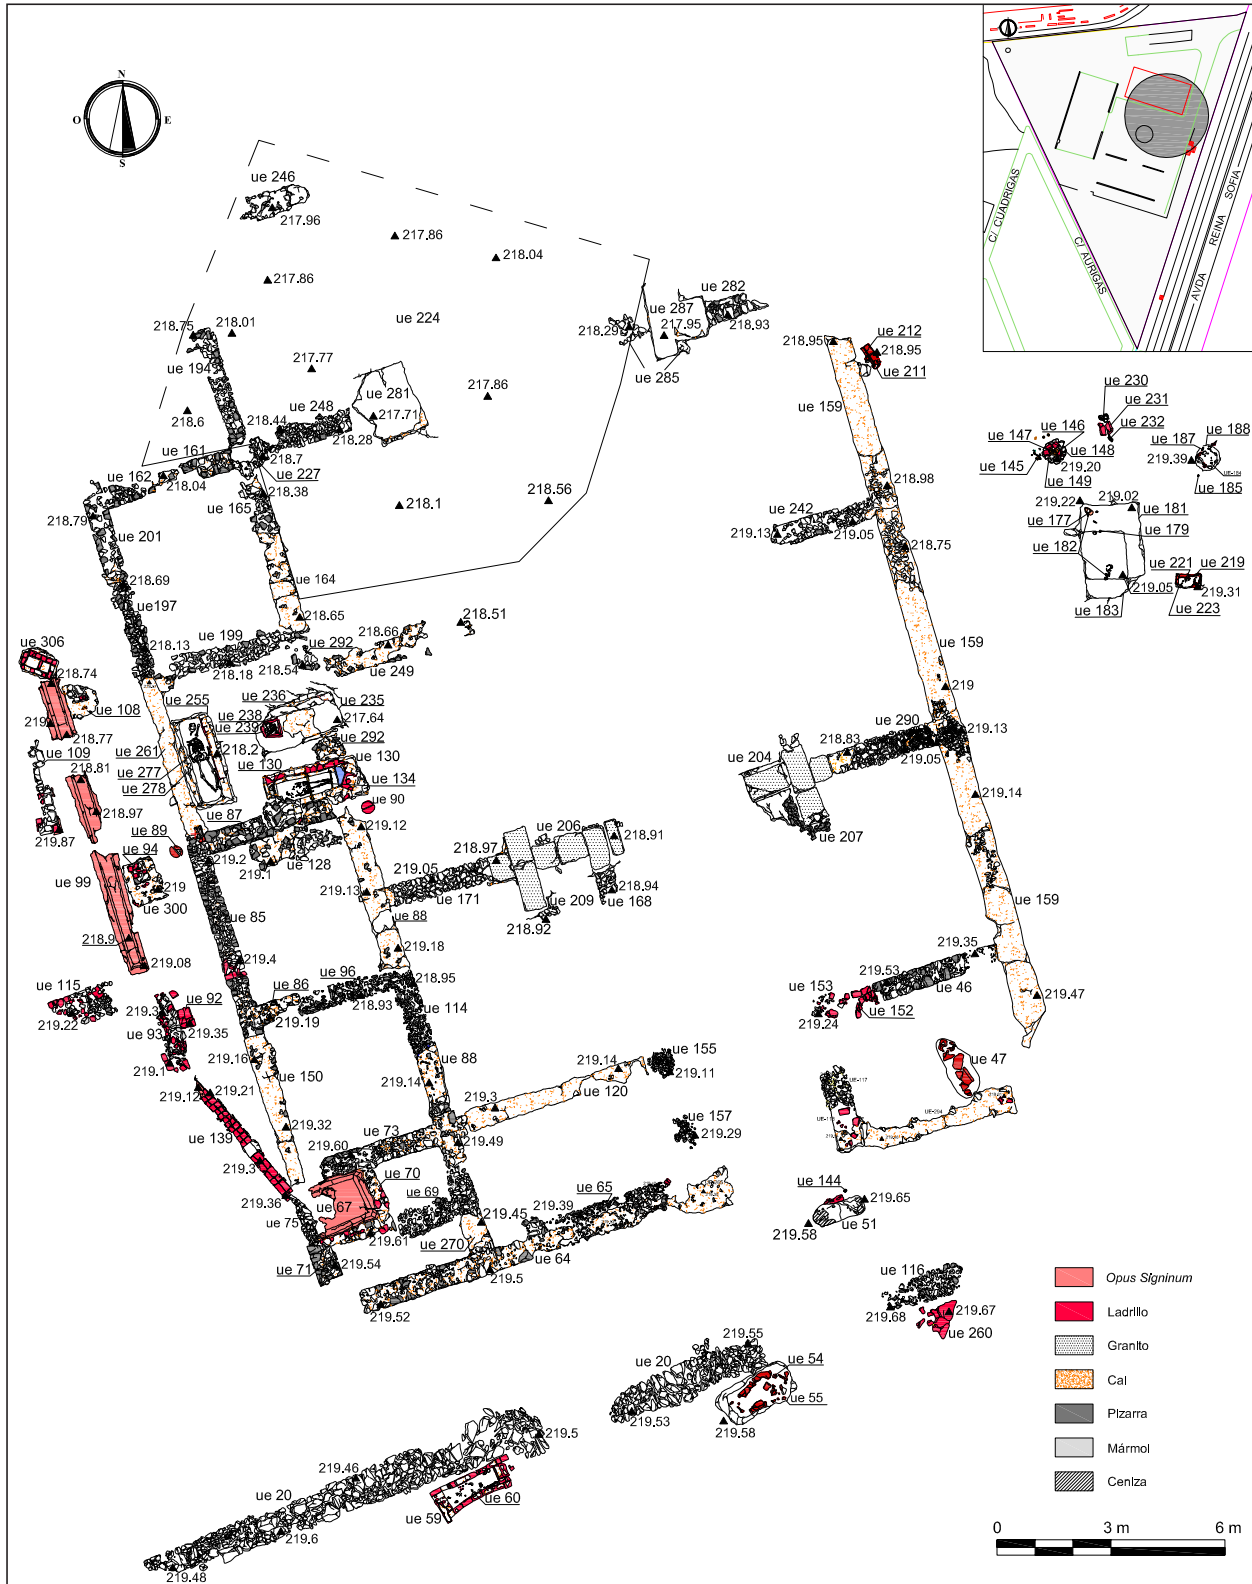 N
O
E
S
C/ CUADRIGAS
C/ AURIGAS
AVDA REINA SOFIA
ue 246
217.96
217.86
218.04
217.86
ue 224
ue 287
ue 282
217.95
218.93
218.29
ue 285
218.75
218.01
ue 194
217.77
217.86
ue 281
217.71
218.6
218.44
ue 248
218.28
ue 161
218.7
ue 162
218.04
ue 227
218.38
ue 165
218.1
218.56
218.79
ue 201
218.69
ue197
ue 164
218.65
218.51
218.13
ue 199
218.18
218.54
ue 292
218.66
ue 249
218.95
ue 212
218.95
ue 211
ue 159
218.98
ue 242
219.13
219.05
218.75
ue 230
ue 231
ue 232
ue 147
ue 146
ue 148
ue 145
219.20
ue 149
ue 187
ue 188
219.39
UE-184
ue 185
219.22
219.02
ue 181
ue 177
ue 179
ue 182
ue 221
ue 219
219.05
219.31
ue 183
ue 223
ue 306
218.74
219
ue 108
218.77
ue 109
218.81
218.97
219.87
ue 255
ue 261
218.2
ue 277
ue 278
ue 236
ue 235
ue 238
217.64
ue 239
ue 292
ue 130
ue 130
ue 134
ue 90
ue 87
ue 89
219.2
219.12
219.1
ue 128
ue 94
ue 99
219
ue 300
ue 85
218.9
219.08
219.4
219.13
219.05
ue 171
218.97
ue 206
218.91
218.94
ue 168
ue 209
218.92
ue 88
219.18
ue 159
219
ue 290
218.83
219.05
219.13
ue 204
ue 207
219.14
ue 159
219.35
219.53
ue 46
219.47
ue 153
219.24
ue 152
ue 115
219.22
ue 92
219.3
219.35
ue 93
219.1
ue 86
219.19
ue 96
218.93
218.95
ue 114
219.16
ue 150
ue 88
219.14
219.14
ue 120
ue 155
219.11
219.3
219.12
219.21
ue 139
219.3
219.32
219.36
ue 73
219.60
219.49
ue 157
219.29
ue 47
UE-117
UE-294
ue 70
ue 67
ue 69
ue 75
219.61
ue 71
219.54
219.39
ue 65
219.45
ue 270
ue 64
219.5
219.52
ue 144
219.65
ue 51
219.58
ue 116
219.68
219.67
ue 260
219.55
ue 20
ue 54
ue 55
219.53
219.58
219.5
219.46
ue 20
219.6
ue 60
ue 59
219.48
Opus Signinum
Ladrillo
Granito
Cal
Pizarra
Mármol
Ceniza
0
3 m
6 m